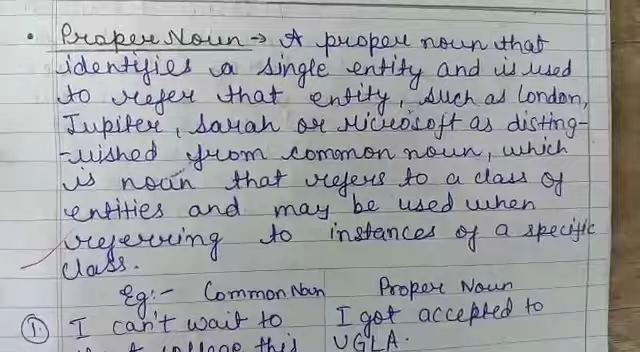 • Proper Noun → A proper noun that
identifies a single entity and is used
to refer that entity, such as London,
Jupiter, Sarah or Microsoft as disting-
-uished from common noun, which
is noun that refers to a class of
entities and may be used when
referring to instances of a specific
class.
Eg:- Common Noun Proper Noun
1. I can't wait to I got accepted to
college this UGLA.